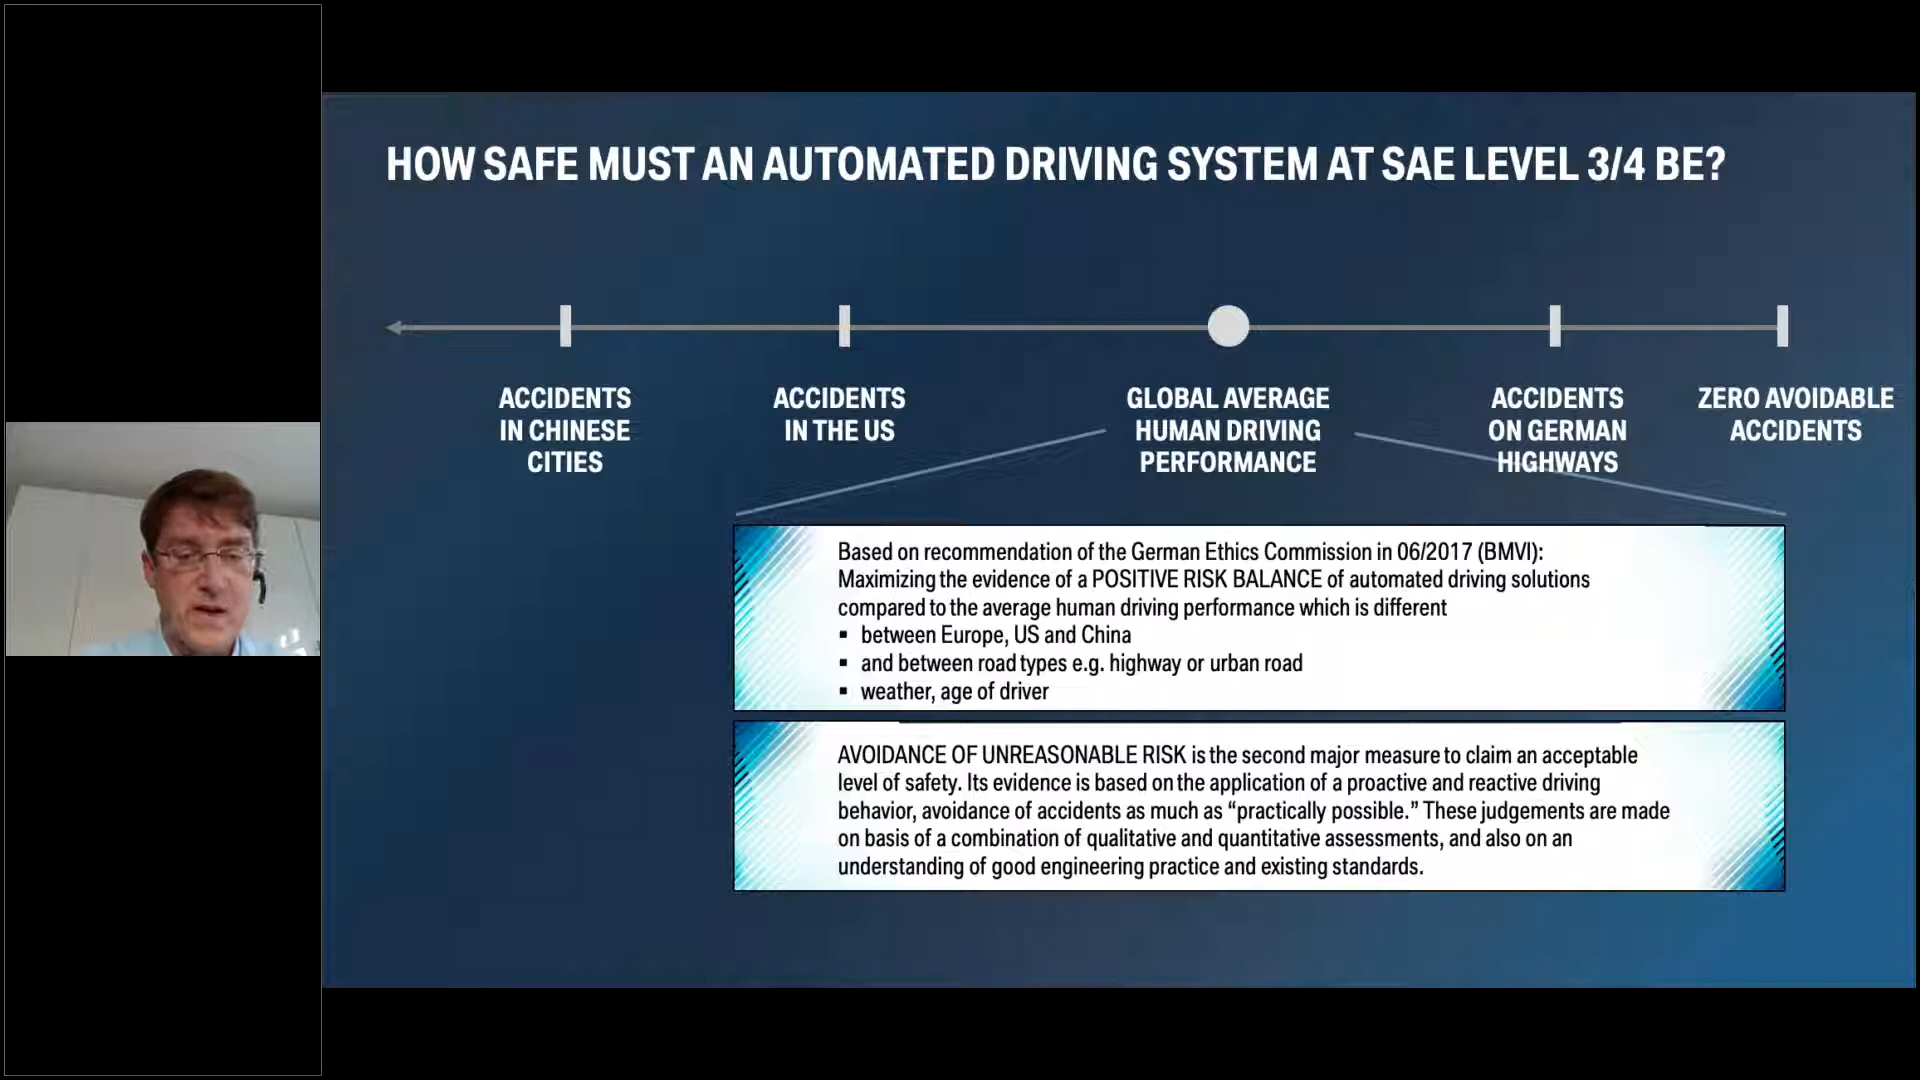 HOW SAFE MUST AN AUTOMATED DRIVING SYSTEM AT SAE LEVEL 3/4 BE?
ACCIDENTS
IN CHINESE
CITIES
ACCIDENTS
IN THE US
GLOBAL AVERAGE
HUMAN DRIVING
PERFORMANCE
ACCIDENTS
ON GERMAN
HIGHWAYS
ZERO AVOIDABLE
ACCIDENTS
Based on recommendation of the German Ethics Commission in 06/2017 (BMVI):
Maximizing the evidence of a POSITIVE RISK BALANCE of automated driving solutions
compared to the average human driving performance which is different
▪ between Europe, US and China
▪ and between road types e.g. highway or urban road
▪ weather, age of driver
AVOIDANCE OF UNREASONABLE RISK is the second major measure to claim an acceptable
level of safety. Its evidence is based on the application of a proactive and reactive driving
behavior, avoidance of accidents as much as “practically possible.” These judgements are made
on basis of a combination of qualitative and quantitative assessments, and also on an
understanding of good engineering practice and existing standards.